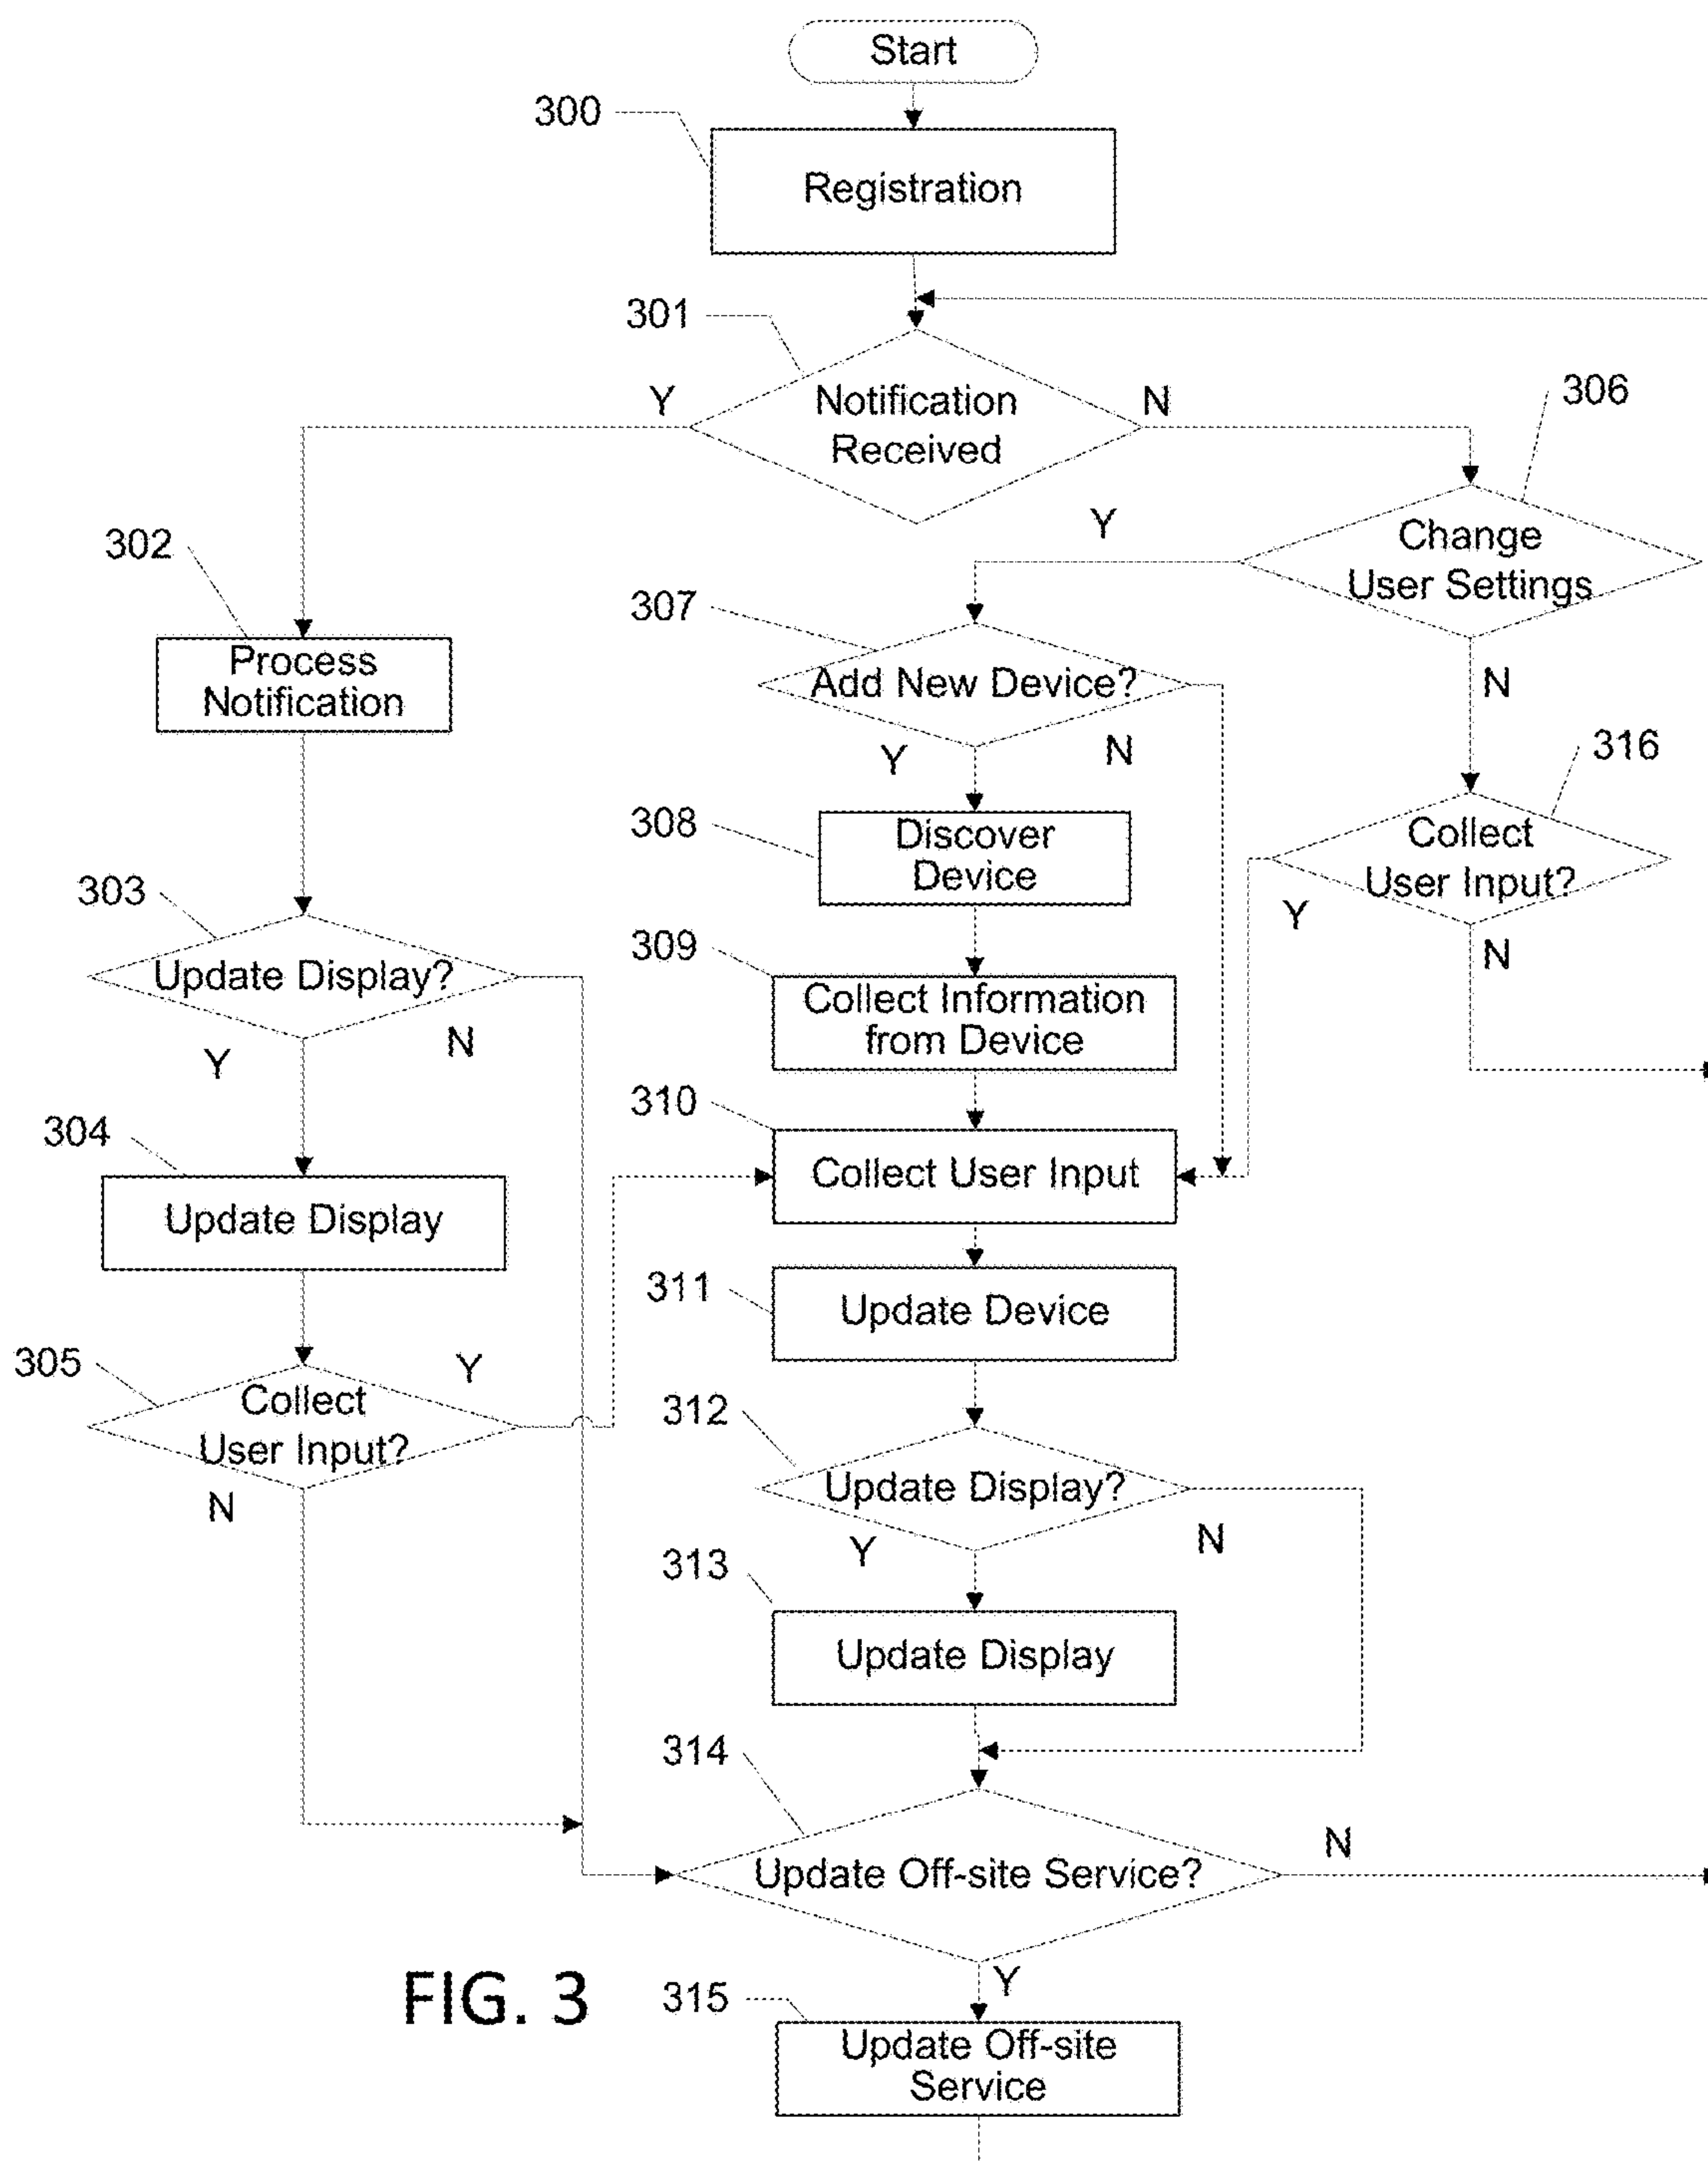 Start
300
Registration
301
Y
Notification
Received
N
306
Change
User Settings
Y
302
Process
Notification
307
Add New Device?
N
Y
N
316
Collect
User Input?
308
Discover
Device
303
Update Display?
Y
N
309
Collect Information
from Device
Y
N
304
Update Display
310
Collect User Input
311
Update Device
305
Collect
User Input?
Y
N
312
Update Display?
Y
N
313
Update Display
314
Update Off-site Service?
N
Y
FIG. 3
315
Update Off-site
Service